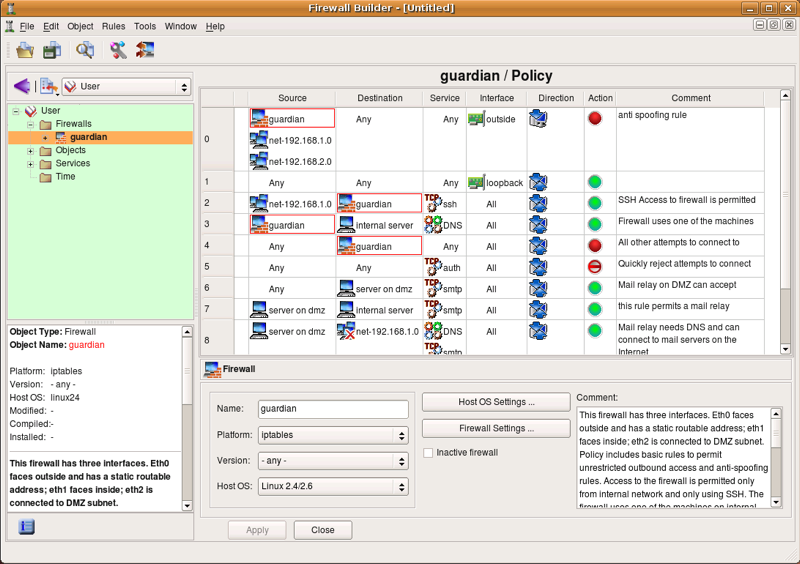 Firewall Builder - [Untitled]
File Edit Object Rules Tools Window Help
User
guardian / Policy
User
Firewalls
guardian
Objects
Services
Time
Source Destination Service Interface Direction Action Comment
0 guardian Any Any outside anti spoofing rule
net-192.168.1.0
net-192.168.2.0
1 Any Any Any loopback
2 net-192.168.1.0 guardian TCP ssh All SSH Access to firewall is permitted
3 guardian internal server DNS All Firewall uses one of the machines
4 Any guardian Any All All other attempts to connect to
5 Any Any TCP auth All Quickly reject attempts to connect
6 Any server on dmz TCP smtp All Mail relay on DMZ can accept
7 server on dmz internal server TCP smtp All this rule permits a mail relay
8 server on dmz net-192.168.1.0 DNS All Mail relay needs DNS and can
connect to mail servers on the
TCP smtp Internet
Object Type: Firewall
Object Name: guardian
Platform: iptables
Version: - any -
Host OS: linux24
Modified: -
Compiled:-
Installed: -
This firewall has three interfaces. Eth0
faces outside and has a static routable
address; eth1 faces inside; eth2 is
connected to DMZ subnet.
Firewall
Name: guardian
Platform: iptables
Version: - any -
Host OS: Linux 2.4/2.6
Host OS Settings ...
Firewall Settings ...
Inactive firewall
Comment:
This firewall has three interfaces. Eth0 faces
outside and has a static routable address; eth1
faces inside; eth2 is connected to DMZ subnet.
Policy includes basic rules to permit
unrestricted outbound access and anti-spoofing
rules. Access to the firewall is permitted
only from internal network and only using SSH. The
firewall uses one of the machines on internal
Apply Close